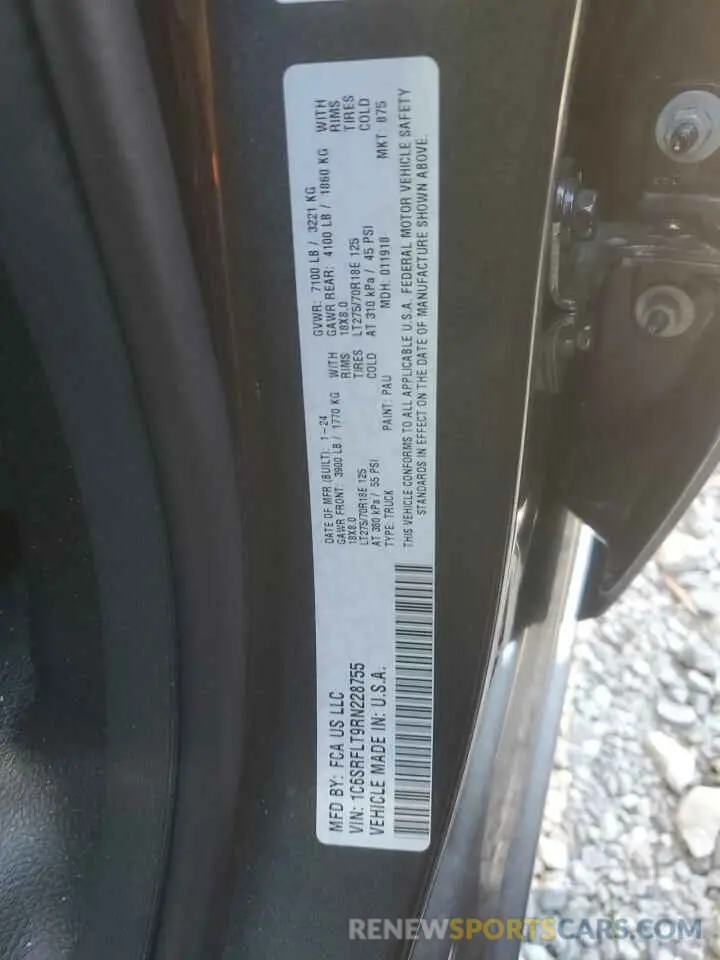 MFD BY: FCA US LLC
VIN: 1C6SRFLT9RN228755
VEHICLE MADE IN: U.S.A.
DATE OF MFR (BUILT): 1-24 GVWR: 7100 LB / 3221 KG
GAWR FRONT: 3900 LB / 1770 KG WITH GAWR REAR: 4100 LB / 1860 KG WITH
18X8.0 RIMS 18X8.0 RIMS
LT275/70R18E 125 TIRES LT275/70R18E 125 TIRES
AT 380 kPa / 55 PSI COLD AT 310 kPa / 45 PSI COLD
TYPE: TRUCK PAINT: PAU MDH: 011918 MKT: 875
THIS VEHICLE CONFORMS TO ALL APPLICABLE U.S.A. FEDERAL MOTOR VEHICLE SAFETY
STANDARDS IN EFFECT ON THE DATE OF MANUFACTURE SHOWN ABOVE.
RENEWSPORTSCARS.COM